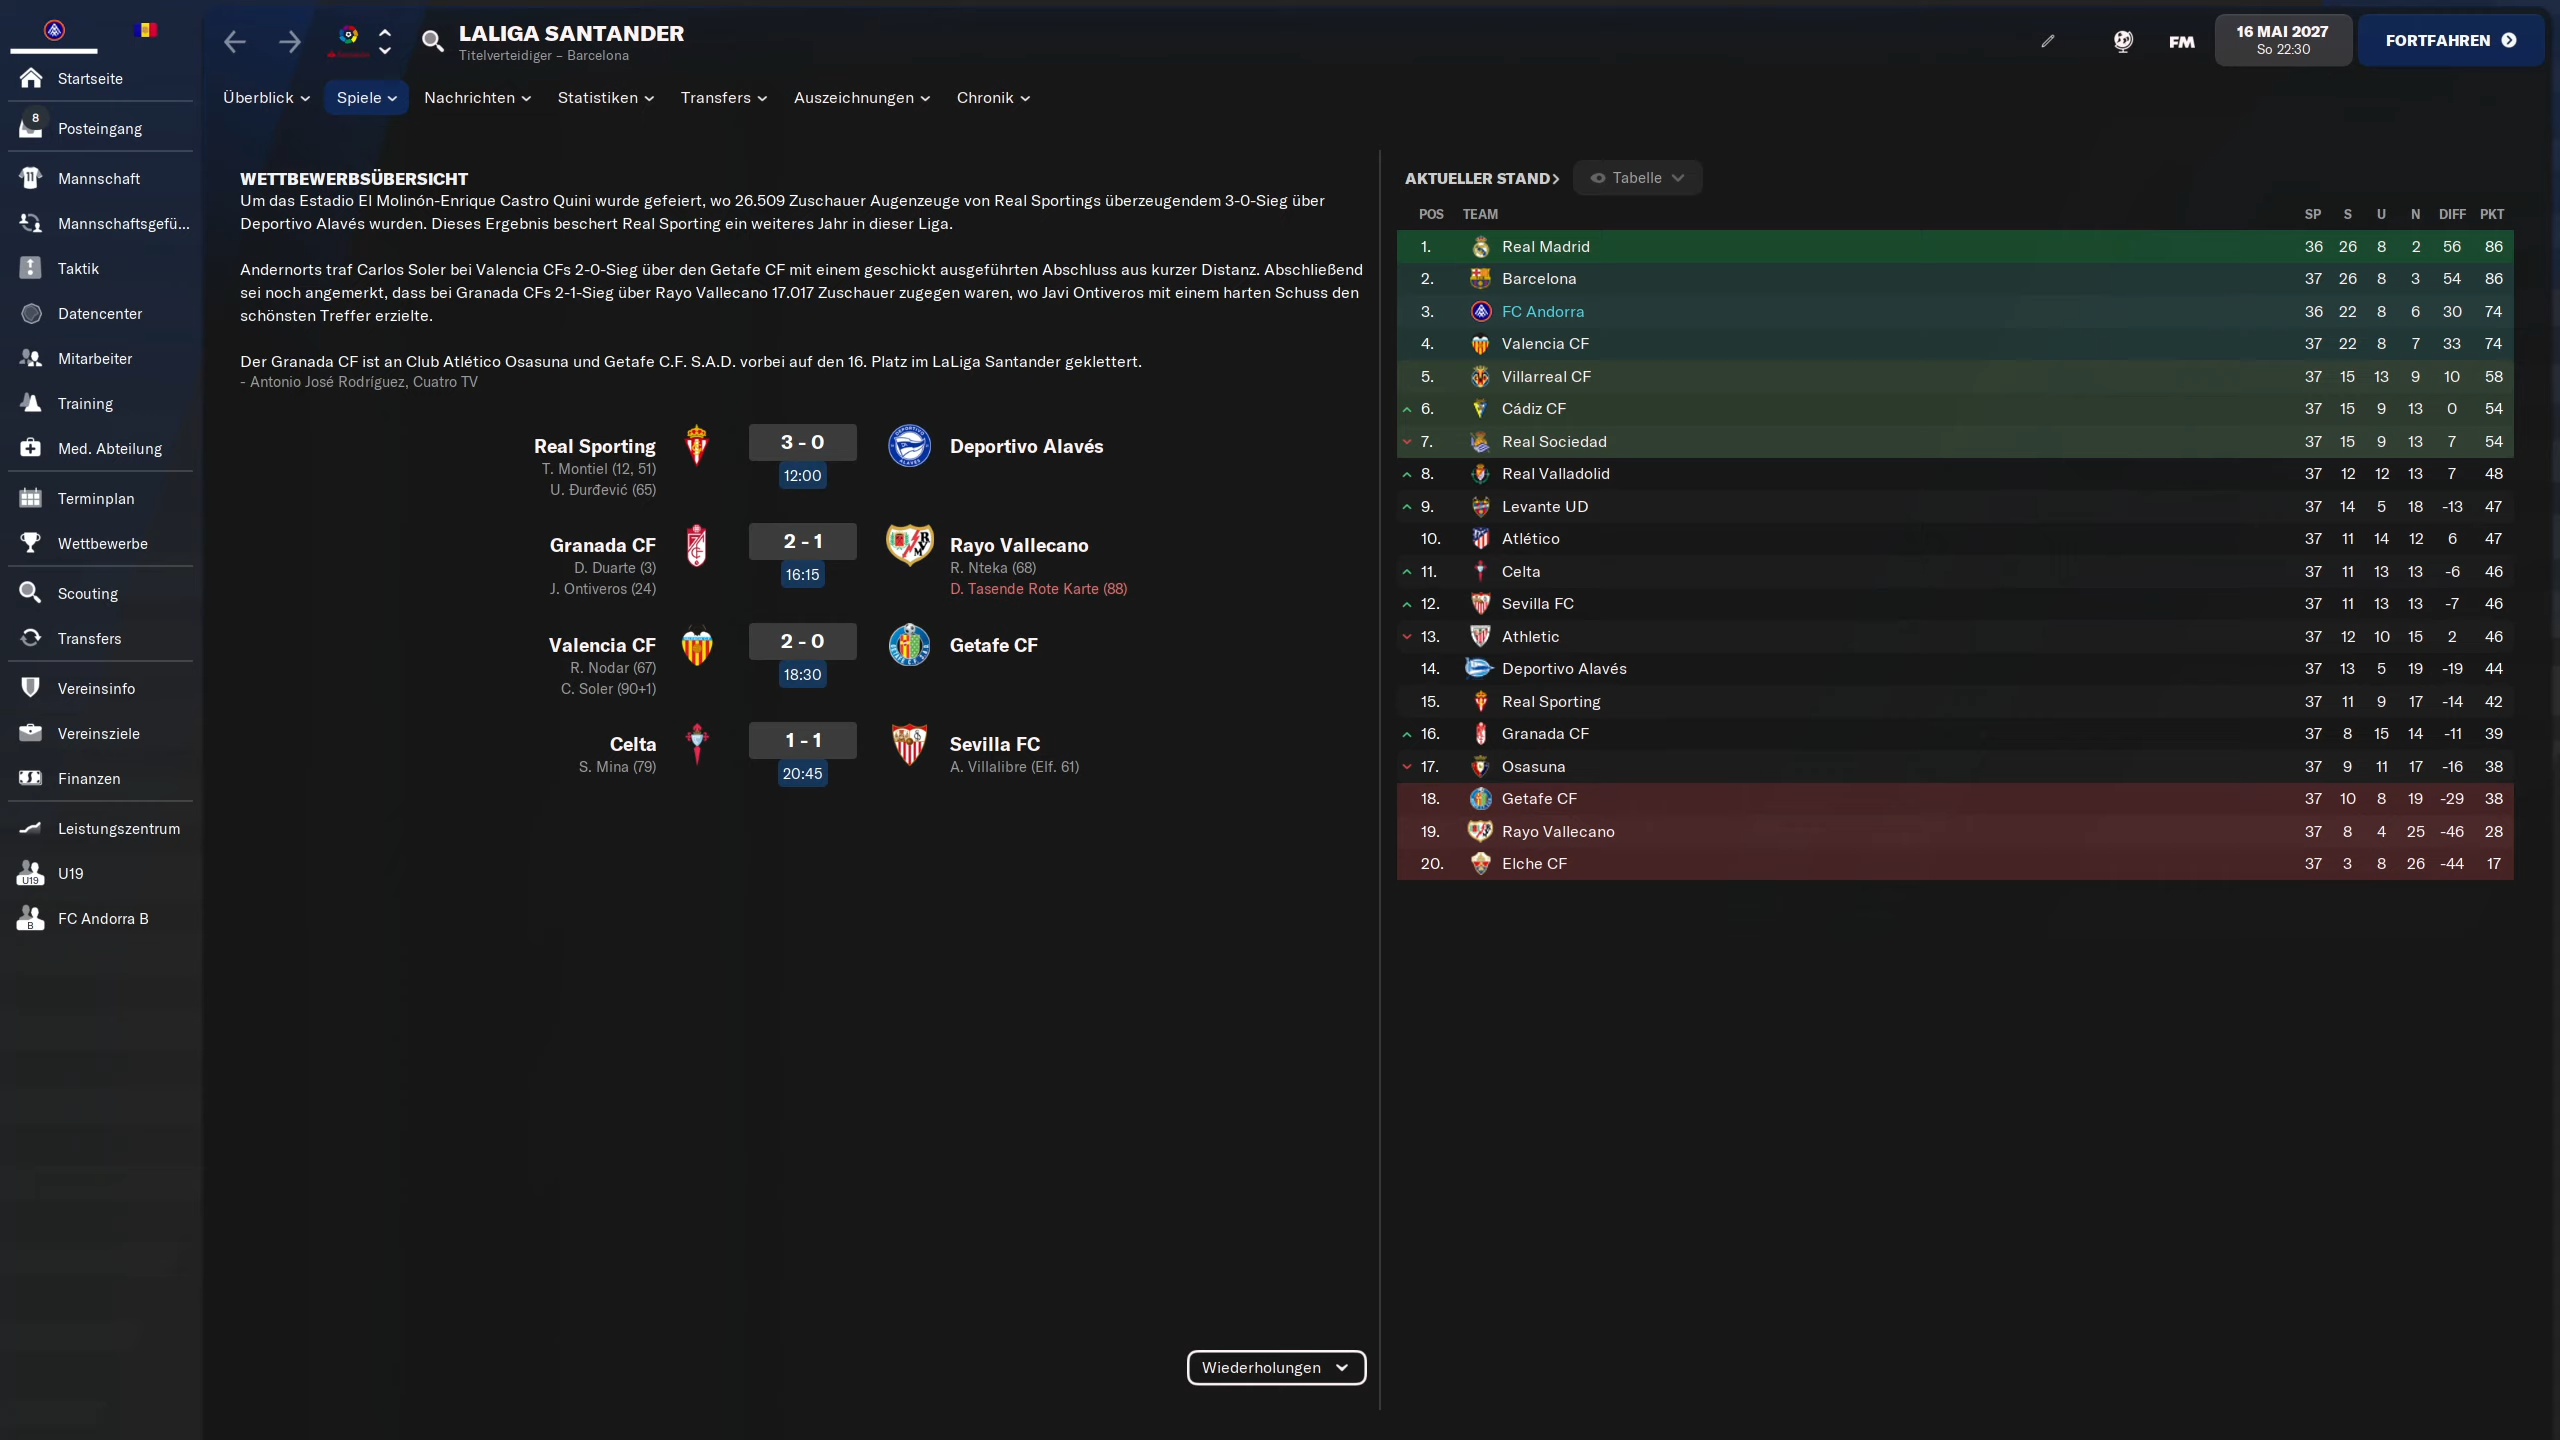 LALIGA SANTANDER
Titelverteidiger – Barcelona
FM
16 MAI 2027
So 22:30
FORTFAHREN
Startseite
8
Posteingang
Mannschaft
Mannschaftsgefü...
Taktik
Datencenter
Mitarbeiter
Training
Med. Abteilung
Terminplan
Wettbewerbe
Scouting
Transfers
Vereinsinfo
Vereinsziele
Finanzen
Leistungszentrum
U19 U19
B FC Andorra B
Überblick Spiele Nachrichten Statistiken Transfers Auszeichnungen Chronik
WETTBEWERBSÜBERSICHT
Um das Estadio El Molinón-Enrique Castro Quini wurde gefeiert, wo 26.509 Zuschauer Augenzeuge von Real Sportings überzeugendem 3-0-Sieg über
Deportivo Alavés wurden. Dieses Ergebnis beschert Real Sporting ein weiteres Jahr in dieser Liga.
Andernorts traf Carlos Soler bei Valencia CFs 2-0-Sieg über den Getafe CF mit einem geschickt ausgeführten Abschluss aus kurzer Distanz. Abschließend
sei noch angemerkt, dass bei Granada CFs 2-1-Sieg über Rayo Vallecano 17.017 Zuschauer zugegen waren, wo Javi Ontiveros mit einem harten Schuss den
schönsten Treffer erzielte.
Der Granada CF ist an Club Atlético Osasuna und Getafe C.F. S.A.D. vorbei auf den 16. Platz im LaLiga Santander geklettert.
- Antonio José Rodríguez, Cuatro TV
Real Sporting 3 - 0 Deportivo Alavés
T. Montiel (12, 51) 12:00
U. Đurđević (65)
Granada CF 2 - 1 Rayo Vallecano
D. Duarte (3) 16:15 R. Nteka (68)
J. Ontiveros (24) D. Tasende Rote Karte (88)
Valencia CF 2 - 0 Getafe CF
R. Nodar (67) 18:30
C. Soler (90+1)
Celta 1 - 1 Sevilla FC
S. Mina (79) 20:45 A. Villalibre (Elf. 61)
Wiederholungen
AKTUELLER STAND Tabelle
POS TEAM SP S U N DIFF PKT
1. Real Madrid 36 26 8 2 56 86
2. Barcelona 37 26 8 3 54 86
3. FC Andorra 36 22 8 6 30 74
4. Valencia CF 37 22 8 7 33 74
5. Villarreal CF 37 15 13 9 10 58
6. Cádiz CF 37 15 9 13 0 54
7. Real Sociedad 37 15 9 13 7 54
8. Real Valladolid 37 12 12 13 7 48
9. Levante UD 37 14 5 18 -13 47
10. Atlético 37 11 14 12 6 47
11. Celta 37 11 13 13 -6 46
12. Sevilla FC 37 11 13 13 -7 46
13. Athletic 37 12 10 15 2 46
14. Deportivo Alavés 37 13 5 19 -19 44
15. Real Sporting 37 11 9 17 -14 42
16. Granada CF 37 8 15 14 -11 39
17. Osasuna 37 9 11 17 -16 38
18. Getafe CF 37 10 8 19 -29 38
19. Rayo Vallecano 37 8 4 25 -46 28
20. Elche CF 37 3 8 26 -44 17